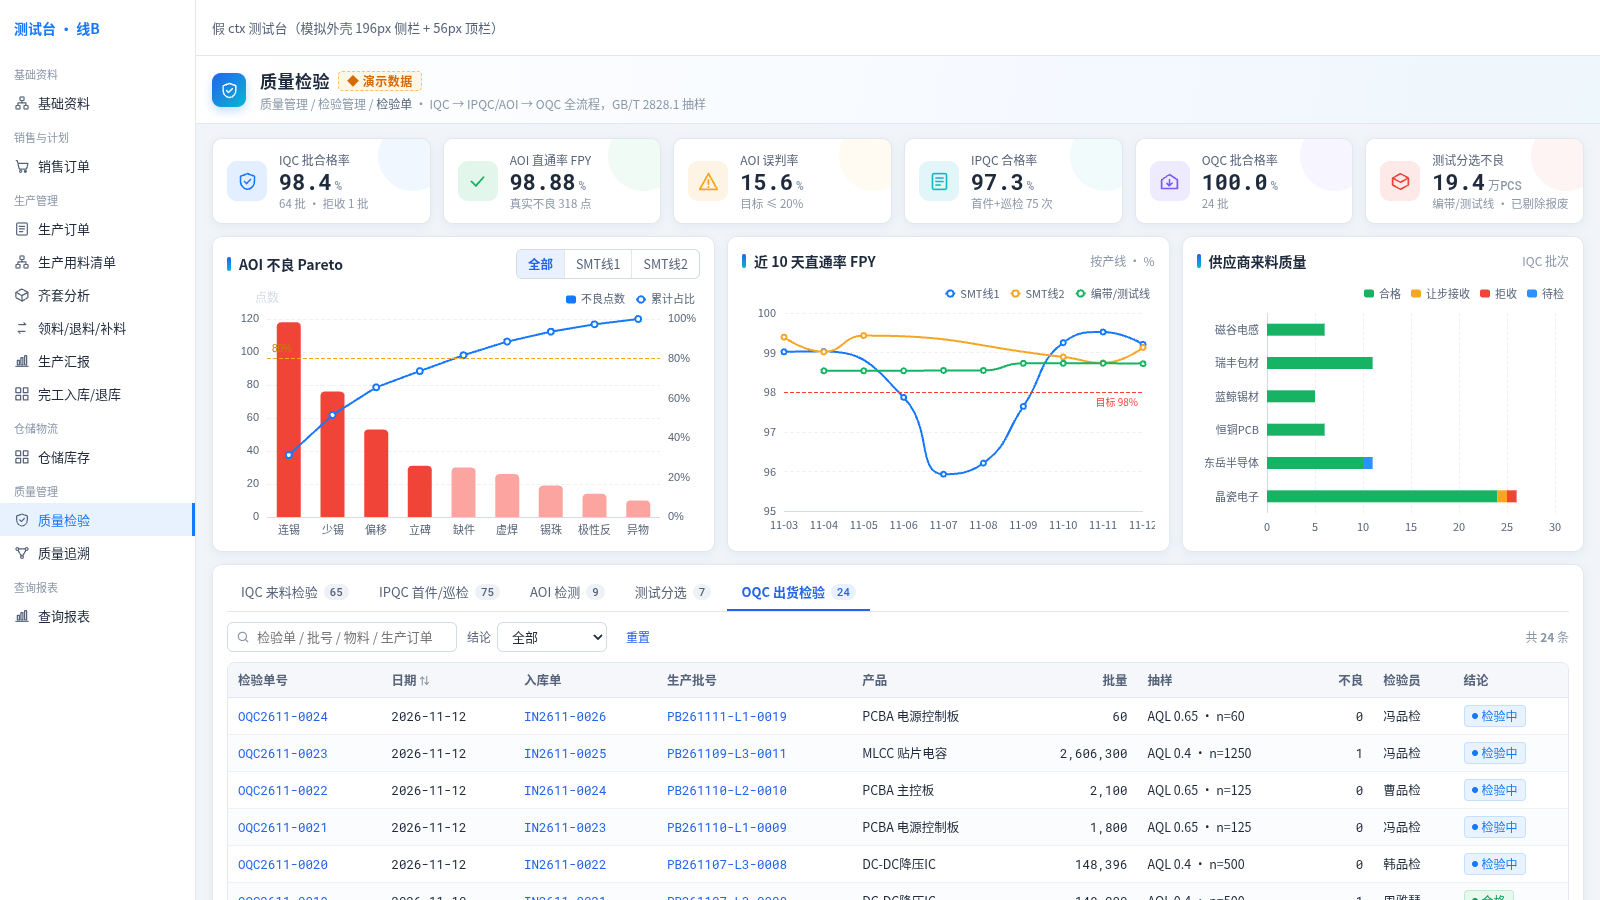 测试台 · 线B
基础资料
基础资料
销售与计划
销售订单
生产管理
生产订单
生产用料清单
齐套分析
领料/退料/补料
生产汇报
完工入库/退库
仓储物流
仓储库存
质量管理
质量检验
质量追溯
查询报表
查询报表
假 ctx 测试台（模拟外壳 196px 侧栏 + 56px 顶栏）
质量检验 ◆ 演示数据
质量管理 / 检验管理 / 检验单 · IQC → IPQC/AOI → OQC 全流程，GB/T 2828.1 抽样
IQC 批合格率
98.4%
64 批 · 拒收 1 批
AOI 直通率 FPY
98.88%
真实不良 318 点
AOI 误判率
15.6%
目标 ≤ 20%
IPQC 合格率
97.3%
首件+巡检 75 次
OQC 批合格率
100.0%
24 批
测试分选不良
19.4 万PCS
编带/测试线 · 已剔除报废
AOI 不良 Pareto
全部 SMT线1 SMT线2
点数
不良点数 累计占比
120 100%
100 80%
80% 
80 60%
60 40%
40 20%
20 0%
0
连锡 少锡 偏移 立碑 缺件 虚焊 锡珠 极性反 异物
近 10 天直通率 FPY 按产线 · %
SMT线1 SMT线2 编带/测试线
100
99
98
目标 98%
97
96
95
11-03 11-04 11-05 11-06 11-07 11-08 11-09 11-10 11-11 11-12
供应商来料质量 IQC 批次
合格 让步接收 拒收 待检
磁谷电感
瑞丰包材
蓝鲸锡材
恒铜PCB
东岳半导体
晶瓷电子
0 5 10 15 20 25 30
IQC 来料检验 65 IPQC 首件/巡检 75 AOI 检测 9 测试分选 7 OQC 出货检验 24
检验单 / 批号 / 物料 / 生产订单 结论 全部 重置 共 24 条
检验单号 日期 ⇅ 入库单 生产批号 产品 批量 抽样 不良 检验员 结论
OQC2611-0024 2026-11-12 IN2611-0026 PB261111-L1-0019 PCBA 电源控制板 60 AQL 0.65 · n=60 0 冯品检 检验中
OQC2611-0023 2026-11-12 IN2611-0025 PB261109-L3-0011 MLCC 贴片电容 2,606,300 AQL 0.4 · n=1250 1 冯品检 检验中
OQC2611-0022 2026-11-12 IN2611-0024 PB261110-L2-0010 PCBA 主控板 2,100 AQL 0.65 · n=125 0 曹品检 检验中
OQC2611-0021 2026-11-12 IN2611-0023 PB261110-L1-0009 PCBA 电源控制板 1,800 AQL 0.65 · n=125 0 冯品检 检验中
OQC2611-0020 2026-11-12 IN2611-0022 PB261107-L3-0008 DC-DC降压IC 148,396 AQL 0.4 · n=500 0 韩品检 检验中